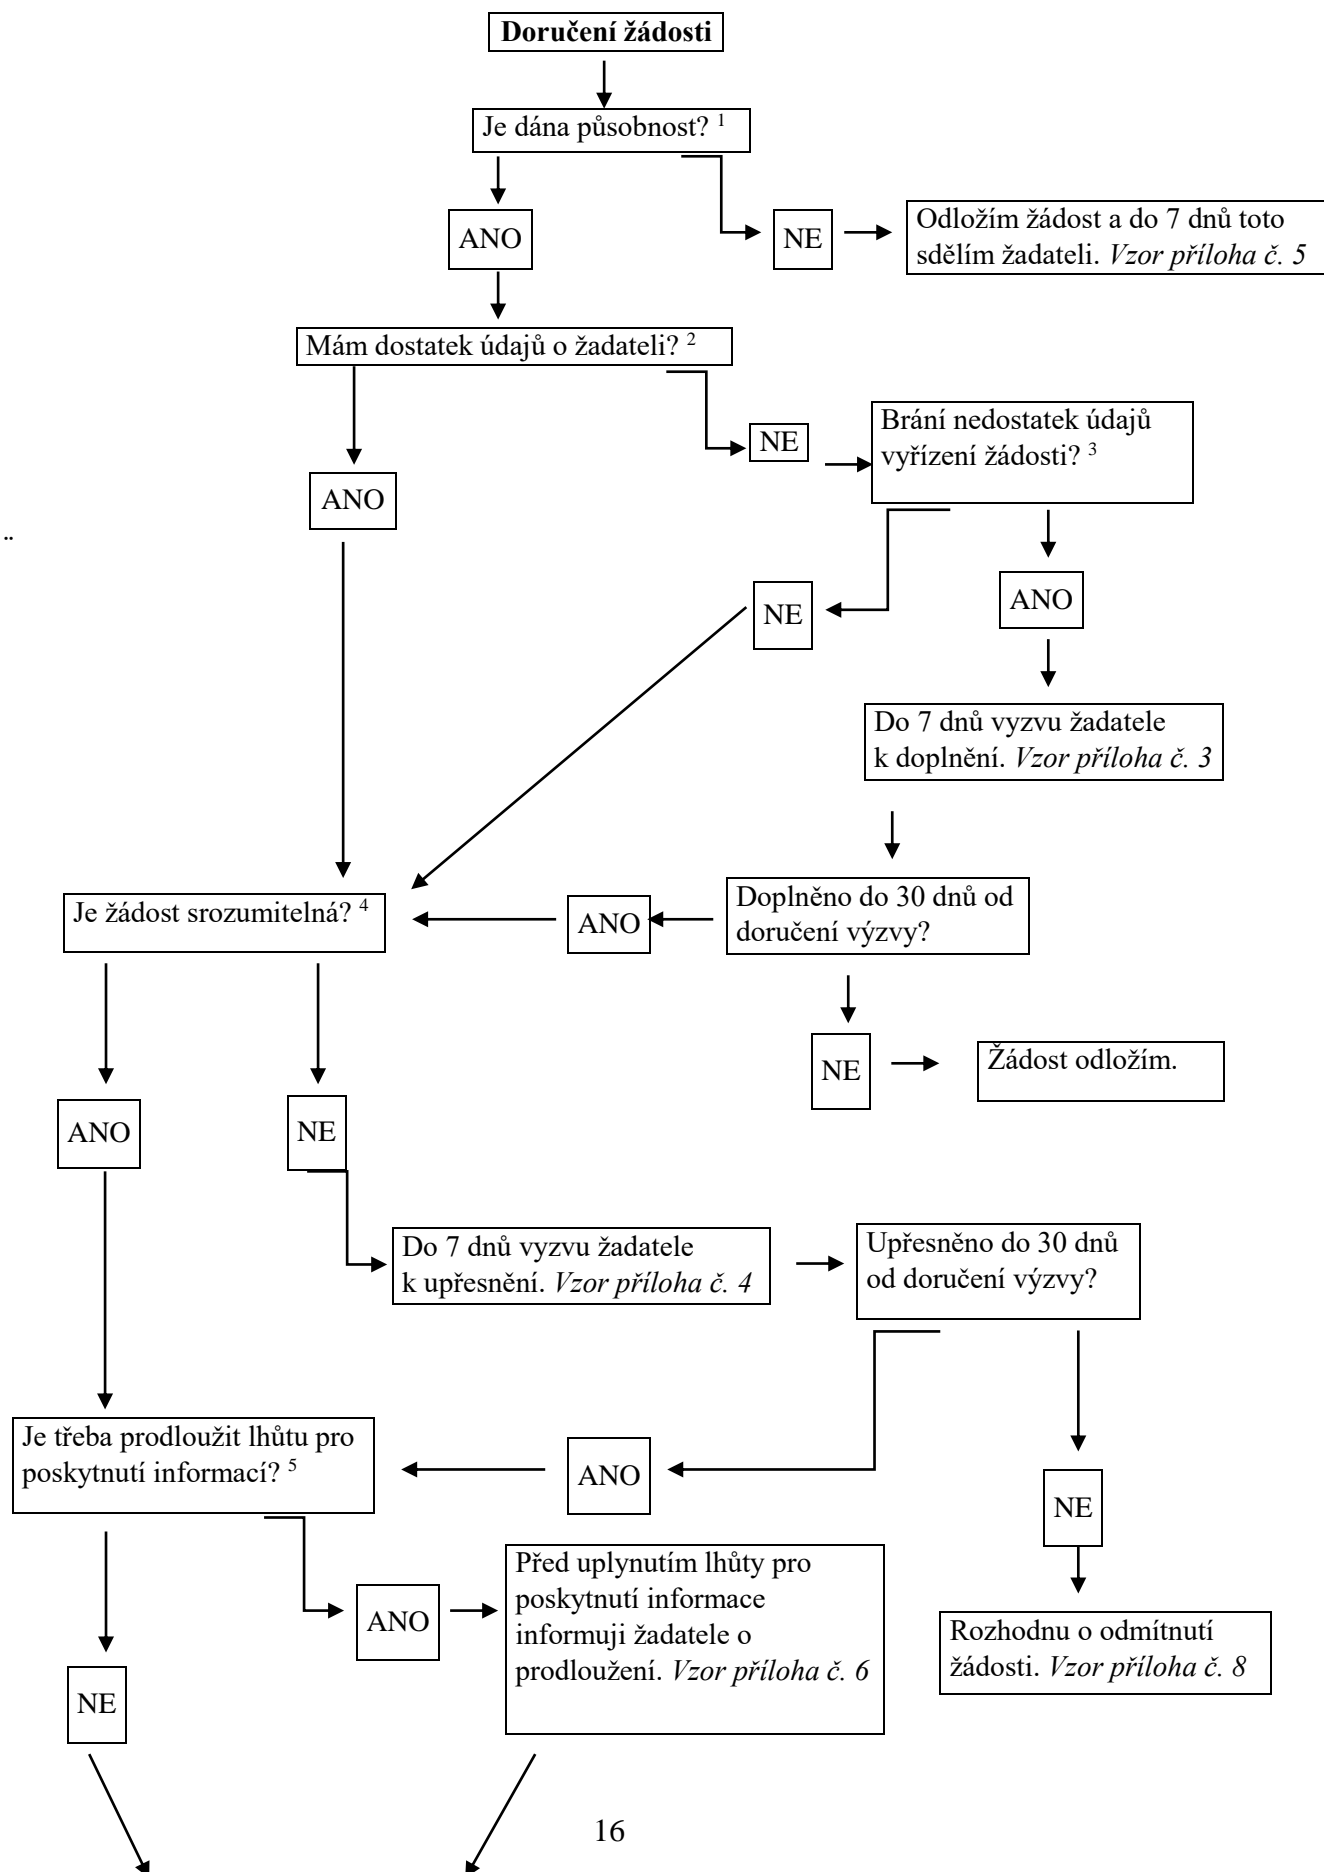 Doručení žádosti
Je dána působnost? 1
ANO
NE
Odložím žádost a do 7 dnů toto
sdělím žadateli. Vzor příloha č. 5
Mám dostatek údajů o žadateli? 2
NE
Brání nedostatek údajů
vyřízení žádosti? 3
ANO
¨
NE
ANO
Do 7 dnů vyzvu žadatele
k doplnění. Vzor příloha č. 3
Je žádost srozumitelná? 4
ANO
Doplněno do 30 dnů od
doručení výzvy?
NE
Žádost odložím.
ANO
NE
Do 7 dnů vyzvu žadatele
k upřesnění. Vzor příloha č. 4
Upřesněno do 30 dnů
od doručení výzvy?
Je třeba prodloužit lhůtu pro
poskytnutí informací? 5
ANO
NE
Před uplynutím lhůty pro
poskytnutí informace
informuji žadatele o
prodloužení. Vzor příloha č. 6
ANO
Rozhodnu o odmítnutí
žádosti. Vzor příloha č. 8
NE
16